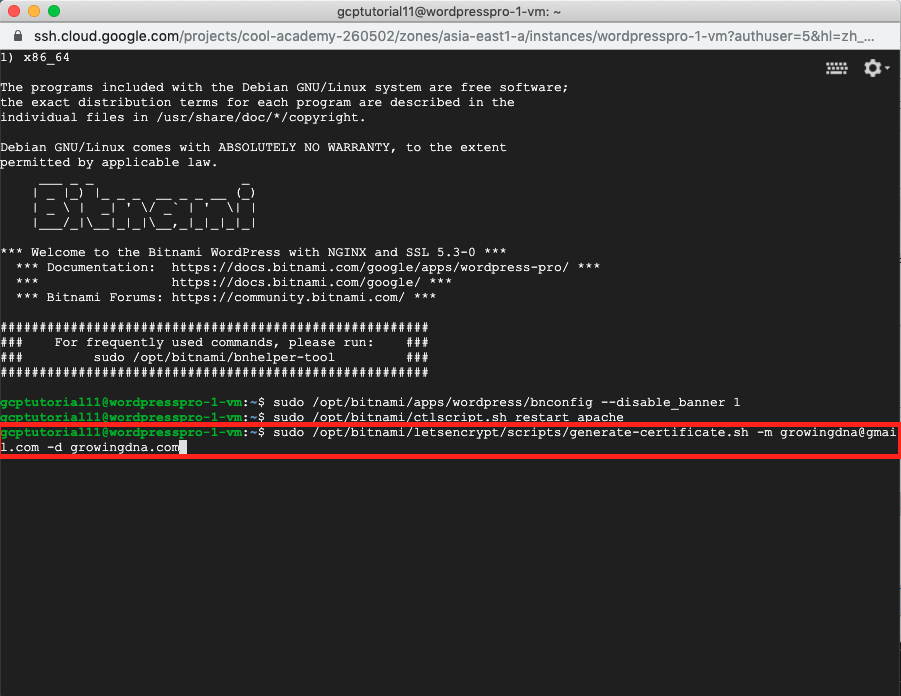 gcptutorial11@wordpresspro-1-vm: ~
ssh.cloud.google.com/projects/cool-academy-260502/zones/asia-east1-a/instances/wordpresspro-1-vm?authuser=5&hl=zh_...
1) x86_64
The programs included with the Debian GNU/Linux system are free software;
the exact distribution terms for each program are described in the
individual files in /usr/share/doc/*/copyright.
Debian GNU/Linux comes with ABSOLUTELY NO WARRANTY, to the extent
permitted by applicable law.
Bitnami
*** Welcome to the Bitnami WordPress with NGINX and SSL 5.3-0 ***
*** Documentation:  https://docs.bitnami.com/google/apps/wordpress-pro/ ***
***                 https://docs.bitnami.com/google/ ***
*** Bitnami Forums: https://community.bitnami.com/ ***
#######################################################
###    For frequently used commands, please run:    ###
###         sudo /opt/bitnami/bnhelper-tool         ###
#######################################################
gcptutorial11@wordpresspro-1-vm:~$ sudo /opt/bitnami/apps/wordpress/bnconfig --disable_banner 1
gcptutorial11@wordpresspro-1-vm:~$ sudo /opt/bitnami/ctlscript.sh restart apache
gcptutorial11@wordpresspro-1-vm:~$ sudo /opt/bitnami/letsencrypt/scripts/generate-certificate.sh -m growingdna@gmai
l.com -d growingdna.com